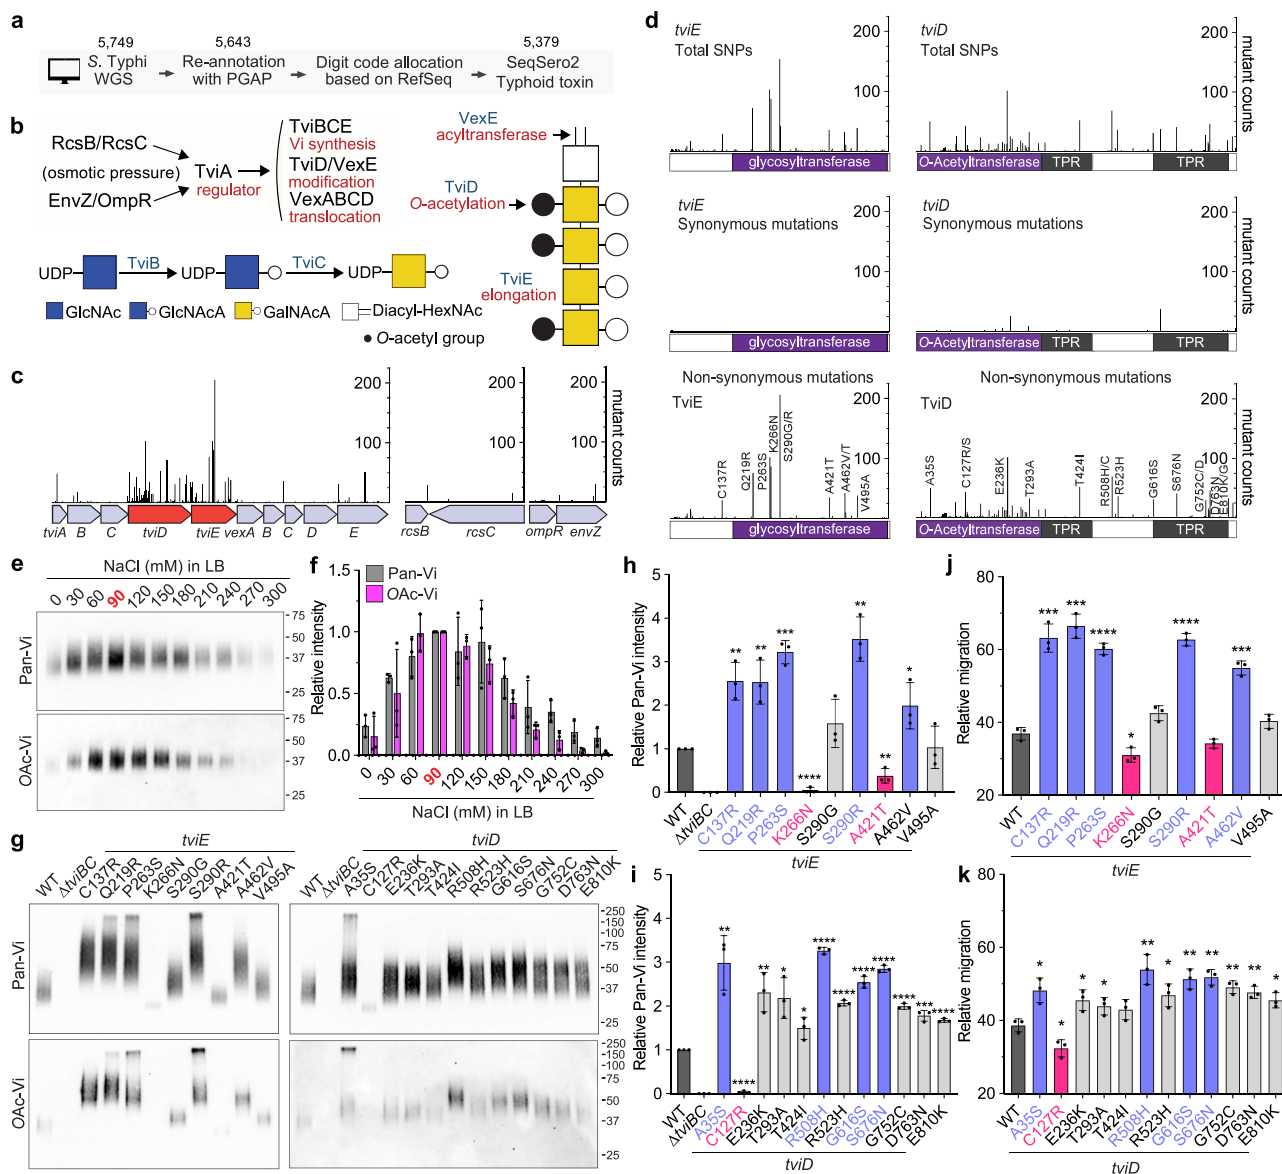 a
5,749
5,643
5,379
S. Typhi
WGS
Re-annotation
with PGAP
Digit code allocation
based on RefSeq
SeqSero2
Typhoid toxin
b
RcsB/RcsC
(osmotic pressure)
EnvZ/OmpR
TviA
regulator
TviBCE
Vi synthesis
TviD/VexE
modification
VexABCD
translocation
VexE
acyltransferase
TviD
O-acetylation
TviE
elongation
UDP
TviB
UDP
TviC
UDP
GlcNAc
GlcNAcA
GalNAcA
Diacyl-HexNAc
O-acetyl group
c
200
100
200
100
200
100
mutant counts
tviA B C tviD tviE vexA B C D E
rcsB rcsC
ompR envZ
d
tviE
Total SNPs
200
100
glycosyltransferase
tviD
Total SNPs
200
100
mutant counts
O-Acetyltransferase TPR TPR
tviE
Synonymous mutations
200
100
glycosyltransferase
tviD
Synonymous mutations
200
100
mutant counts
O-Acetyltransferase TPR TPR
Non-synonymous mutations
TviE
200
100
C137R
Q219R
P263S
K266N
S290G/R
A421T
A462V/T
V495A
glycosyltransferase
Non-synonymous mutations
TviD
200
100
mutant counts
A35S
C127R/S
E236K
T293A
T424I
R508H/C
R523H
G616S
S676N
G752C/D
D763N
E810K/G
O-Acetyltransferase TPR TPR
e
NaCl (mM) in LB
0 30 60 90 120 150 180 210 240 270 300
Pan-Vi
75
50
37
25
OAc-Vi
50
37
25
f
Pan-Vi
OAc-Vi
Relative intensity
1.5
1.0
0.5
0.0
0 30 60 90 120 150 180 210 240 270 300
NaCl (mM) in LB
g
tviE
WT ΔtviBC C137R Q219R P263S K266N S290G S290R A421T A462V V495A
tviD
WT ΔtviBC A35S C127R E236K T293A T424I R508H R523H G616S S676N G752C D763N E810K
Pan-Vi
250
150
100
75
50
37
25
OAc-Vi
250
150
100
75
50
37
25
h
Relative Pan-Vi intensity
5
4
3
2
1
0
** ** *** **** ** ** *
WT ΔtviBC C137R Q219R P263S K266N S290G S290R A421T A462V V495A
tviE
i
Relative Pan-Vi intensity
5
4
3
2
1
0
** **** ** * * **** **** **** **** **** *** ****
WT ΔtviBC A35S C127R E236K T293A T424I R508H R523H G616S S676N G752C D763N E810K
tviD
j
Relative migration
80
60
40
20
*** *** **** * **** ***
WT C137R Q219R P263S K266N S290G S290R A421T A462V V495A
tviE
k
Relative migration
80
60
40
20
* * * * ** * ** ** ** ** *
WT A35S C127R E236K T293A T424I R508H R523H G616S S676N G752C D763N E810K
tviD